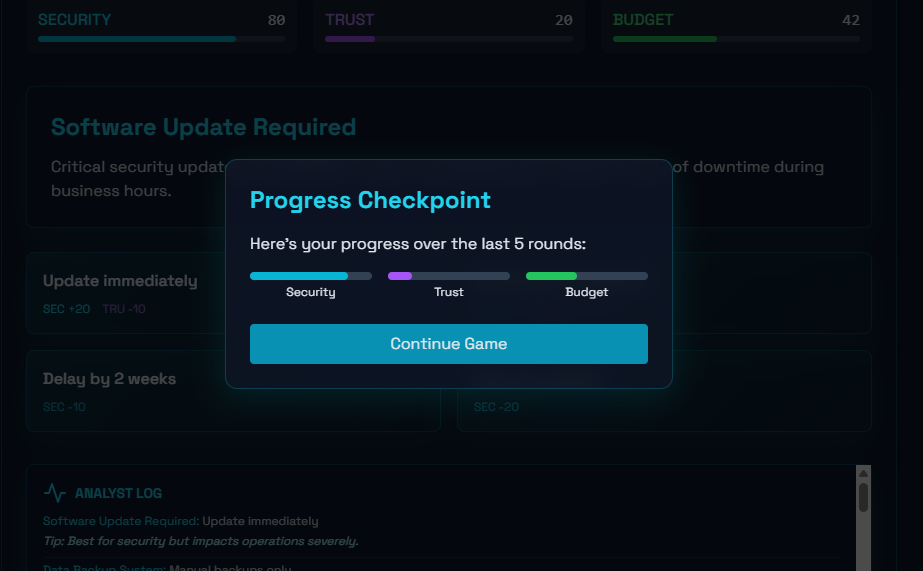 SECURITY 80 TRUST 20 BUDGET 42
Software Update Required
Critical security update
of downtime during
business hours.
Progress Checkpoint
Here's your progress over the last 5 rounds:
Security Trust Budget
Continue Game
Update immediately
SEC +20 TRU -10
Delay by 2 weeks
SEC -10
SEC -20
ANALYST LOG
Software Update Required: Update immediately
Tip: Best for security but impacts operations severely.
Data Backup System: Manual backups only